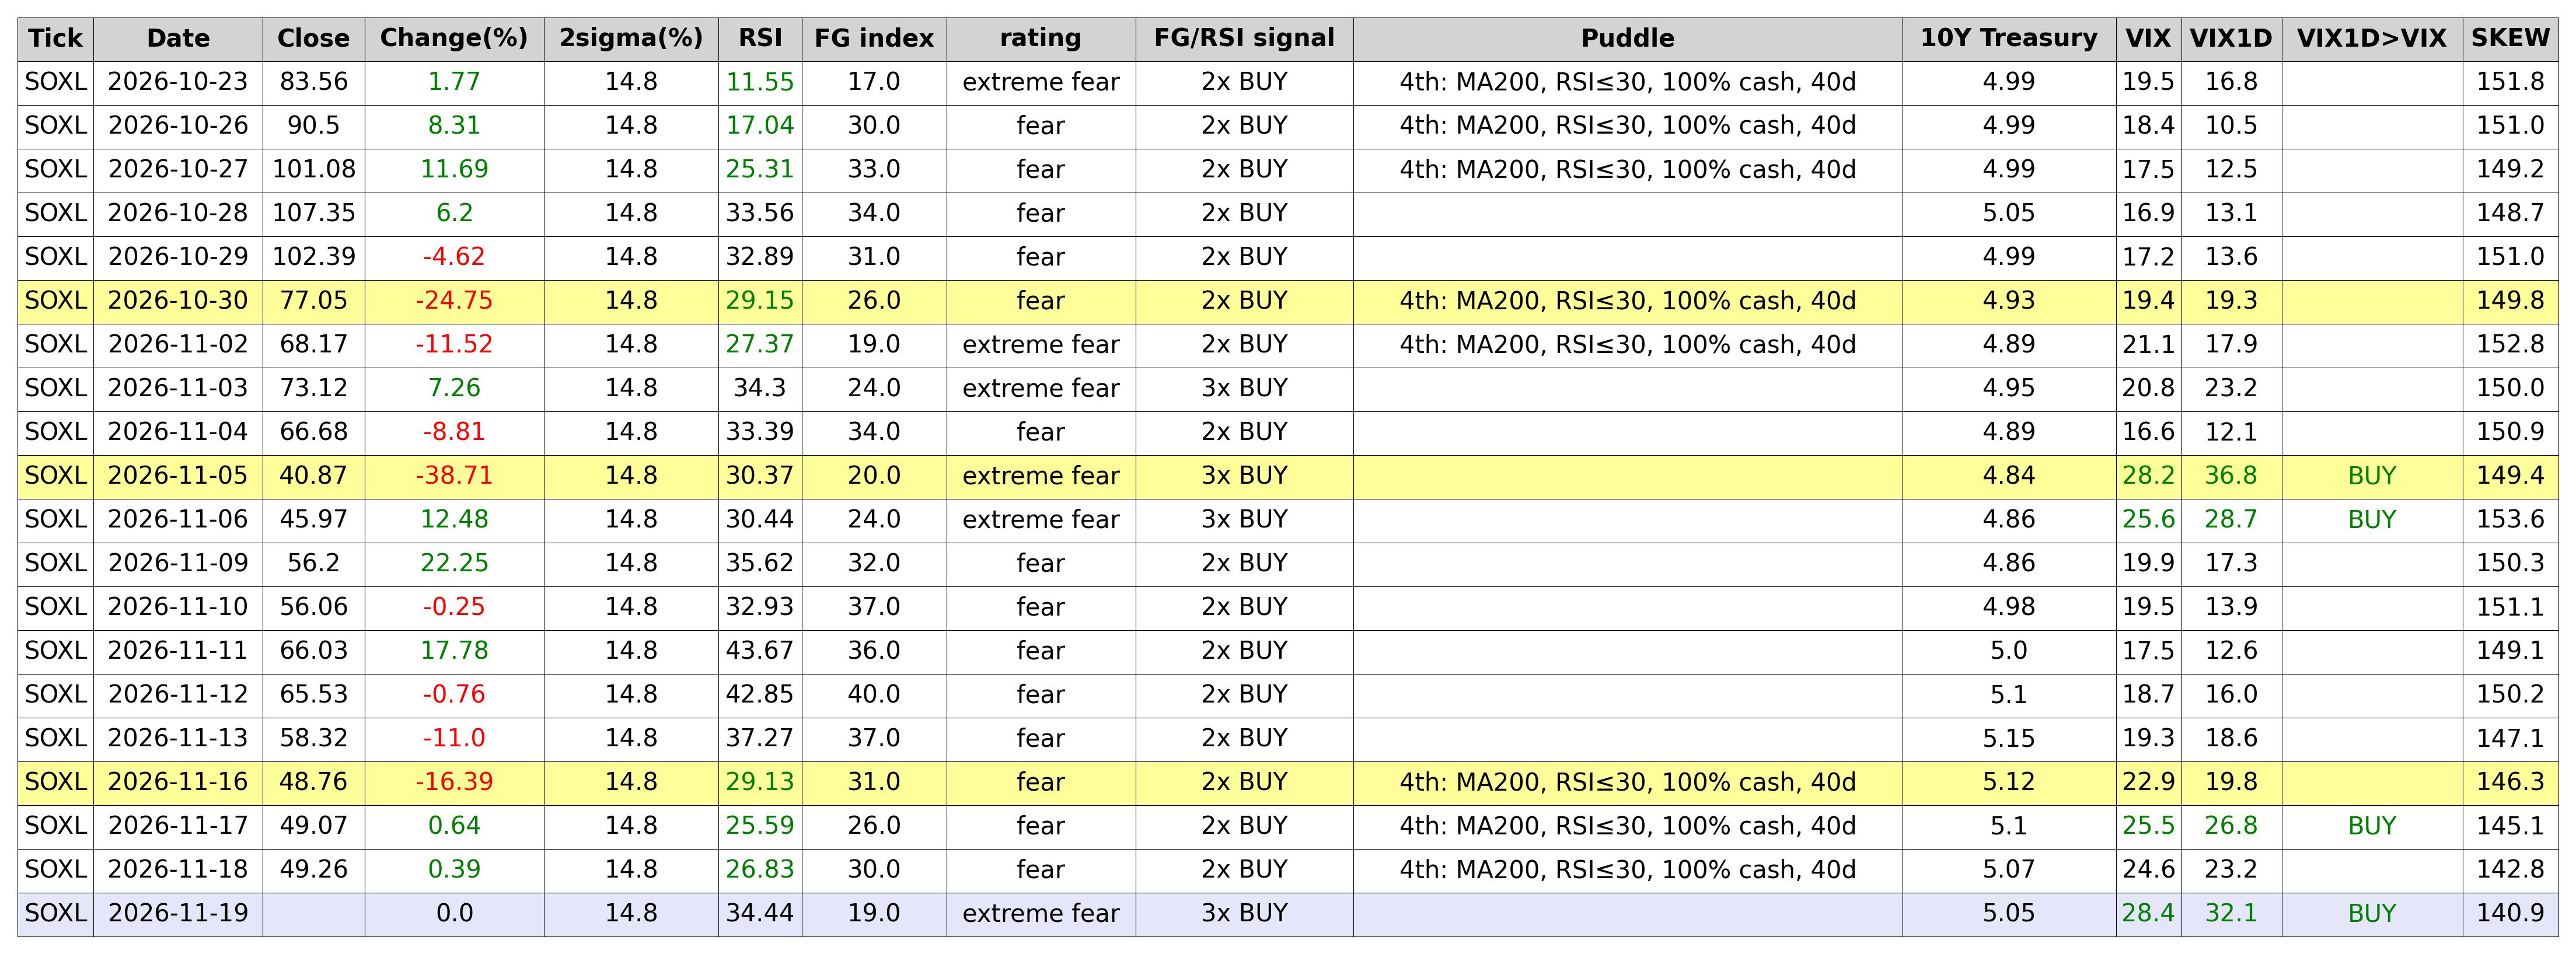 Tick Date Close Change(%) 2sigma(%) RSI FG index rating FG/RSI signal Puddle 10Y Treasury VIX VIX1D VIX1D>VIX SKEW
SOXL 2026-10-23 83.56 1.77 14.8 11.55 17.0 extreme fear 2x BUY 4th: MA200, RSI≤30, 100% cash, 40d 4.99 19.5 16.8 151.8
SOXL 2026-10-26 90.5 8.31 14.8 17.04 30.0 fear 2x BUY 4th: MA200, RSI≤30, 100% cash, 40d 4.99 18.4 10.5 151.0
SOXL 2026-10-27 101.08 11.69 14.8 25.31 33.0 fear 2x BUY 4th: MA200, RSI≤30, 100% cash, 40d 4.99 17.5 12.5 149.2
SOXL 2026-10-28 107.35 6.2 14.8 33.56 34.0 fear 2x BUY 5.05 16.9 13.1 148.7
SOXL 2026-10-29 102.39 -4.62 14.8 32.89 31.0 fear 2x BUY 4.99 17.2 13.6 151.0
SOXL 2026-10-30 77.05 -24.75 14.8 29.15 26.0 fear 2x BUY 4th: MA200, RSI≤30, 100% cash, 40d 4.93 19.4 19.3 149.8
SOXL 2026-11-02 68.17 -11.52 14.8 27.37 19.0 extreme fear 2x BUY 4th: MA200, RSI≤30, 100% cash, 40d 4.89 21.1 17.9 152.8
SOXL 2026-11-03 73.12 7.26 14.8 34.3 24.0 extreme fear 3x BUY 4.95 20.8 23.2 150.0
SOXL 2026-11-04 66.68 -8.81 14.8 33.39 34.0 fear 2x BUY 4.89 16.6 12.1 150.9
SOXL 2026-11-05 40.87 -38.71 14.8 30.37 20.0 extreme fear 3x BUY 4.84 28.2 36.8 BUY 149.4
SOXL 2026-11-06 45.97 12.48 14.8 30.44 24.0 extreme fear 3x BUY 4.86 25.6 28.7 BUY 153.6
SOXL 2026-11-09 56.2 22.25 14.8 35.62 32.0 fear 2x BUY 4.86 19.9 17.3 150.3
SOXL 2026-11-10 56.06 -0.25 14.8 32.93 37.0 fear 2x BUY 4.98 19.5 13.9 151.1
SOXL 2026-11-11 66.03 17.78 14.8 43.67 36.0 fear 2x BUY 5.0 17.5 12.6 149.1
SOXL 2026-11-12 65.53 -0.76 14.8 42.85 40.0 fear 2x BUY 5.1 18.7 16.0 150.2
SOXL 2026-11-13 58.32 -11.0 14.8 37.27 37.0 fear 2x BUY 5.15 19.3 18.6 147.1
SOXL 2026-11-16 48.76 -16.39 14.8 29.13 31.0 fear 2x BUY 4th: MA200, RSI≤30, 100% cash, 40d 5.12 22.9 19.8 146.3
SOXL 2026-11-17 49.07 0.64 14.8 25.59 26.0 fear 2x BUY 4th: MA200, RSI≤30, 100% cash, 40d 5.1 25.5 26.8 BUY 145.1
SOXL 2026-11-18 49.26 0.39 14.8 26.83 30.0 fear 2x BUY 4th: MA200, RSI≤30, 100% cash, 40d 5.07 24.6 23.2 142.8
SOXL 2026-11-19 0.0 14.8 34.44 19.0 extreme fear 3x BUY 5.05 28.4 32.1 BUY 140.9